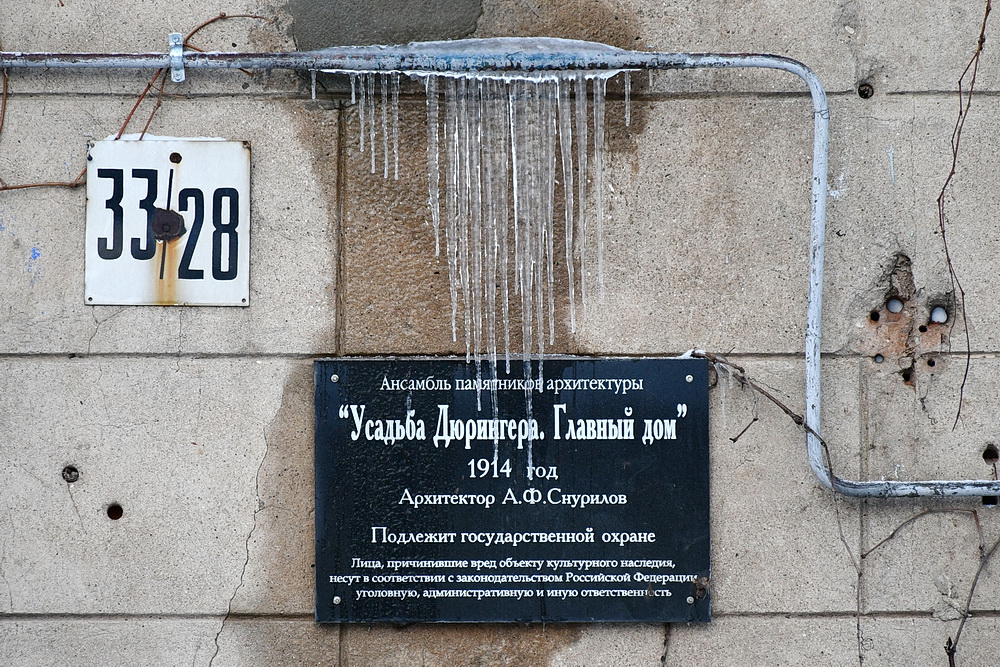 33/28
Ансамбль памятников архитектуры
“Усадьба Дюрингера. Главный дом”
1914 год
Архитектор А.Ф.Снурилов
Подлежит государственной охране
Лица, причинившие вред объекту культурного наследия,
несут в соответствии с законодательством Российской Федерации
уголовную, административную и иную ответственность